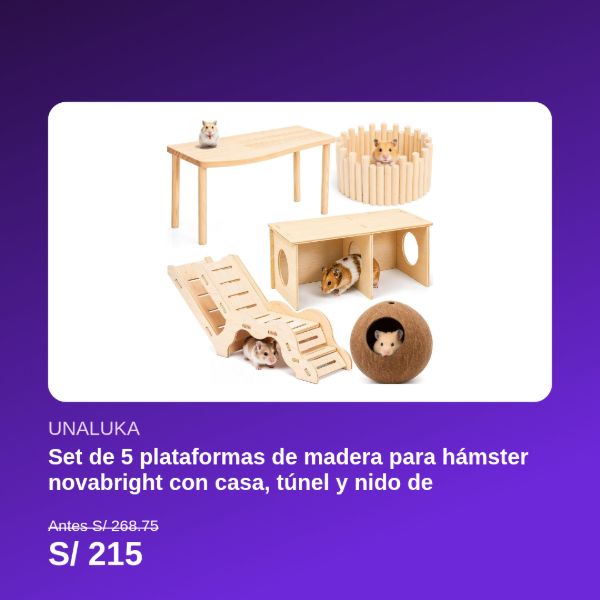 UNALUKA
Set de 5 plataformas de madera para hámster
novabright con casa, túnel y nido de
Antes S/ 268.75
S/ 215